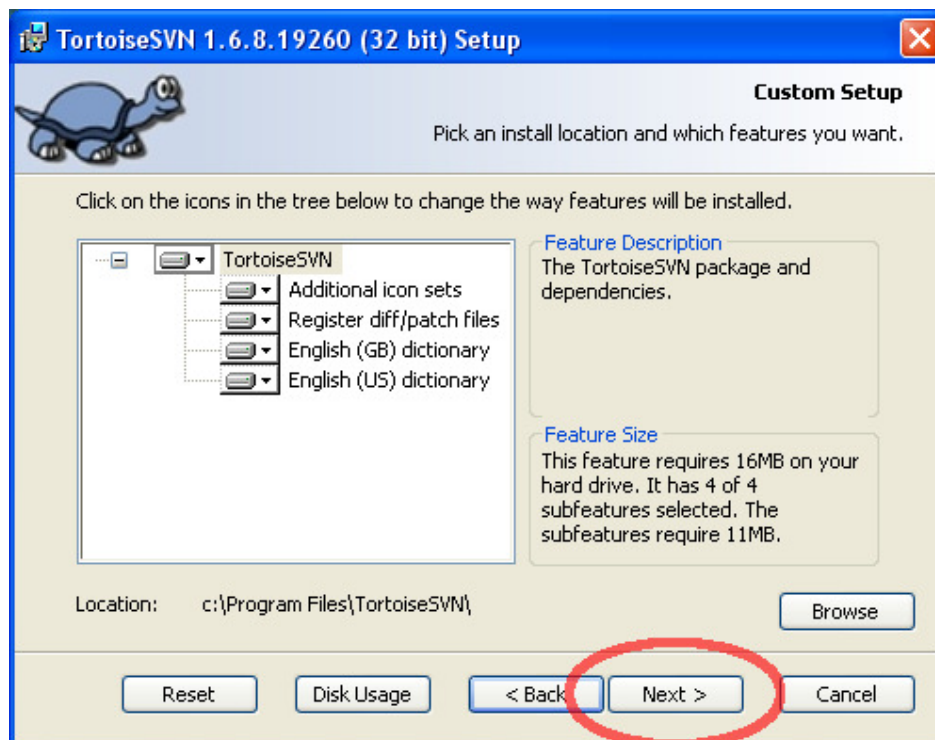 TortoiseSVN 1.6.8.19260 (32 bit) Setup
Custom Setup
Pick an install location and which features you want.
Click on the icons in the tree below to change the way features will be installed.
TortoiseSVN
Additional icon sets
Register diff/patch files
English (GB) dictionary
English (US) dictionary
Feature Description
The TortoiseSVN package and
dependencies.
Feature Size
This feature requires 16MB on your
hard drive. It has 4 of 4
subfeatures selected. The
subfeatures require 11MB.
Location: c:\Program Files\TortoiseSVN\
Browse
Reset Disk Usage < Back Next > Cancel